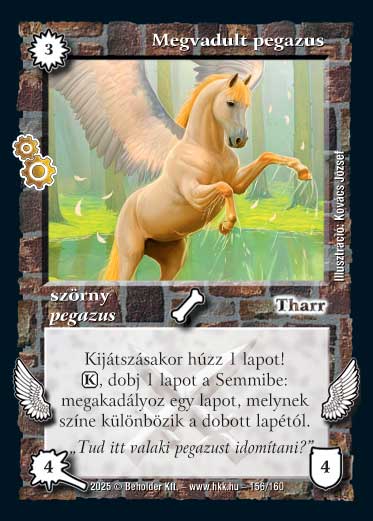 3
Megvadult pegazus
Illusztráció: Kovács József
szörny
pegazus
Tharr
Kijátszásakor húzz 1 lapot!
K, dobj 1 lapot a Semmibe:
megakadályoz egy lapot, melynek
színe különbözik a dobott lapétól.
„Tud itt valaki pegazust idomítani?”
4
4
2025 © Beholder Kft. – www.hkk.hu – 156/160